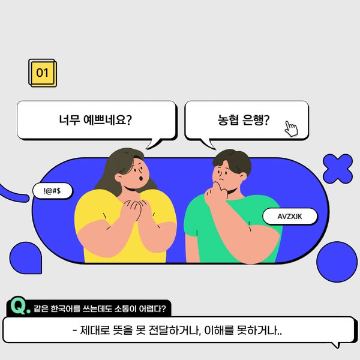 01
너무 예쁘네요?
농협 은행?
!@#$
AVZXJK
Q. 같은 한국어를 쓰는데도 소통이 어렵다?
- 제대로 뜻을 못 전달하거나, 이해를 못하거나..